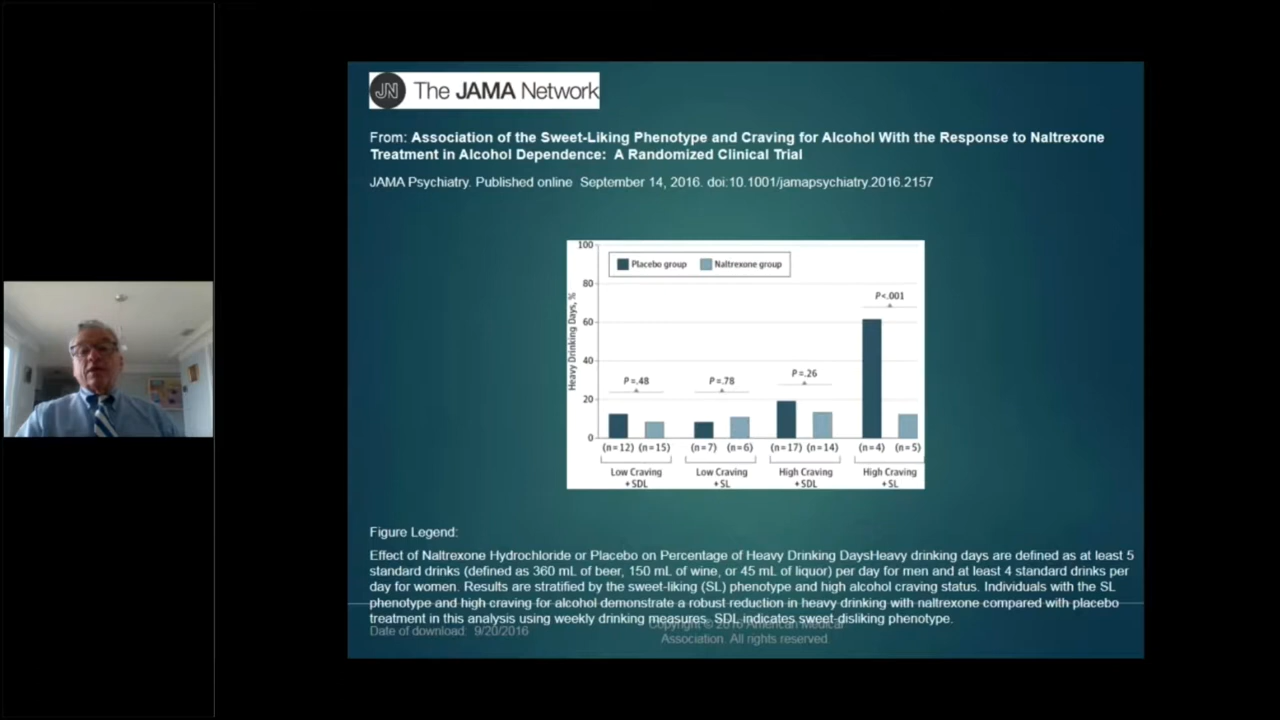 JN The JAMA Network
From: Association of the Sweet-Liking Phenotype and Craving for Alcohol With the Response to Naltrexone
Treatment in Alcohol Dependence: A Randomized Clinical Trial
JAMA Psychiatry. Published online September 14, 2016. doi:10.1001/jamapsychiatry.2016.2157
100
80
60
40
20
0
Heavy Drinking Days, %
Placebo group Naltrexone group
P=.48
P=.78
P=.26
P<.001
(n=12) (n=15) (n=7) (n=6) (n=17) (n=14) (n=4) (n=5)
Low Craving Low Craving High Craving High Craving
+ SDL + SL + SDL + SL
Figure Legend:
Effect of Naltrexone Hydrochloride or Placebo on Percentage of Heavy Drinking DaysHeavy drinking days are defined as at least 5
standard drinks (defined as 360 mL of beer, 150 mL of wine, or 45 mL of liquor) per day for men and at least 4 standard drinks per
day for women. Results are stratified by the sweet-liking (SL) phenotype and high alcohol craving status. Individuals with the SL
phenotype and high craving for alcohol demonstrate a robust reduction in heavy drinking with naltrexone compared with placebo
treatment in this analysis using weekly drinking measures. SDL indicates sweet-disliking phenotype.
Date of download: 9/20/2016
Copyright © 2016 American Medical
Association. All rights reserved.